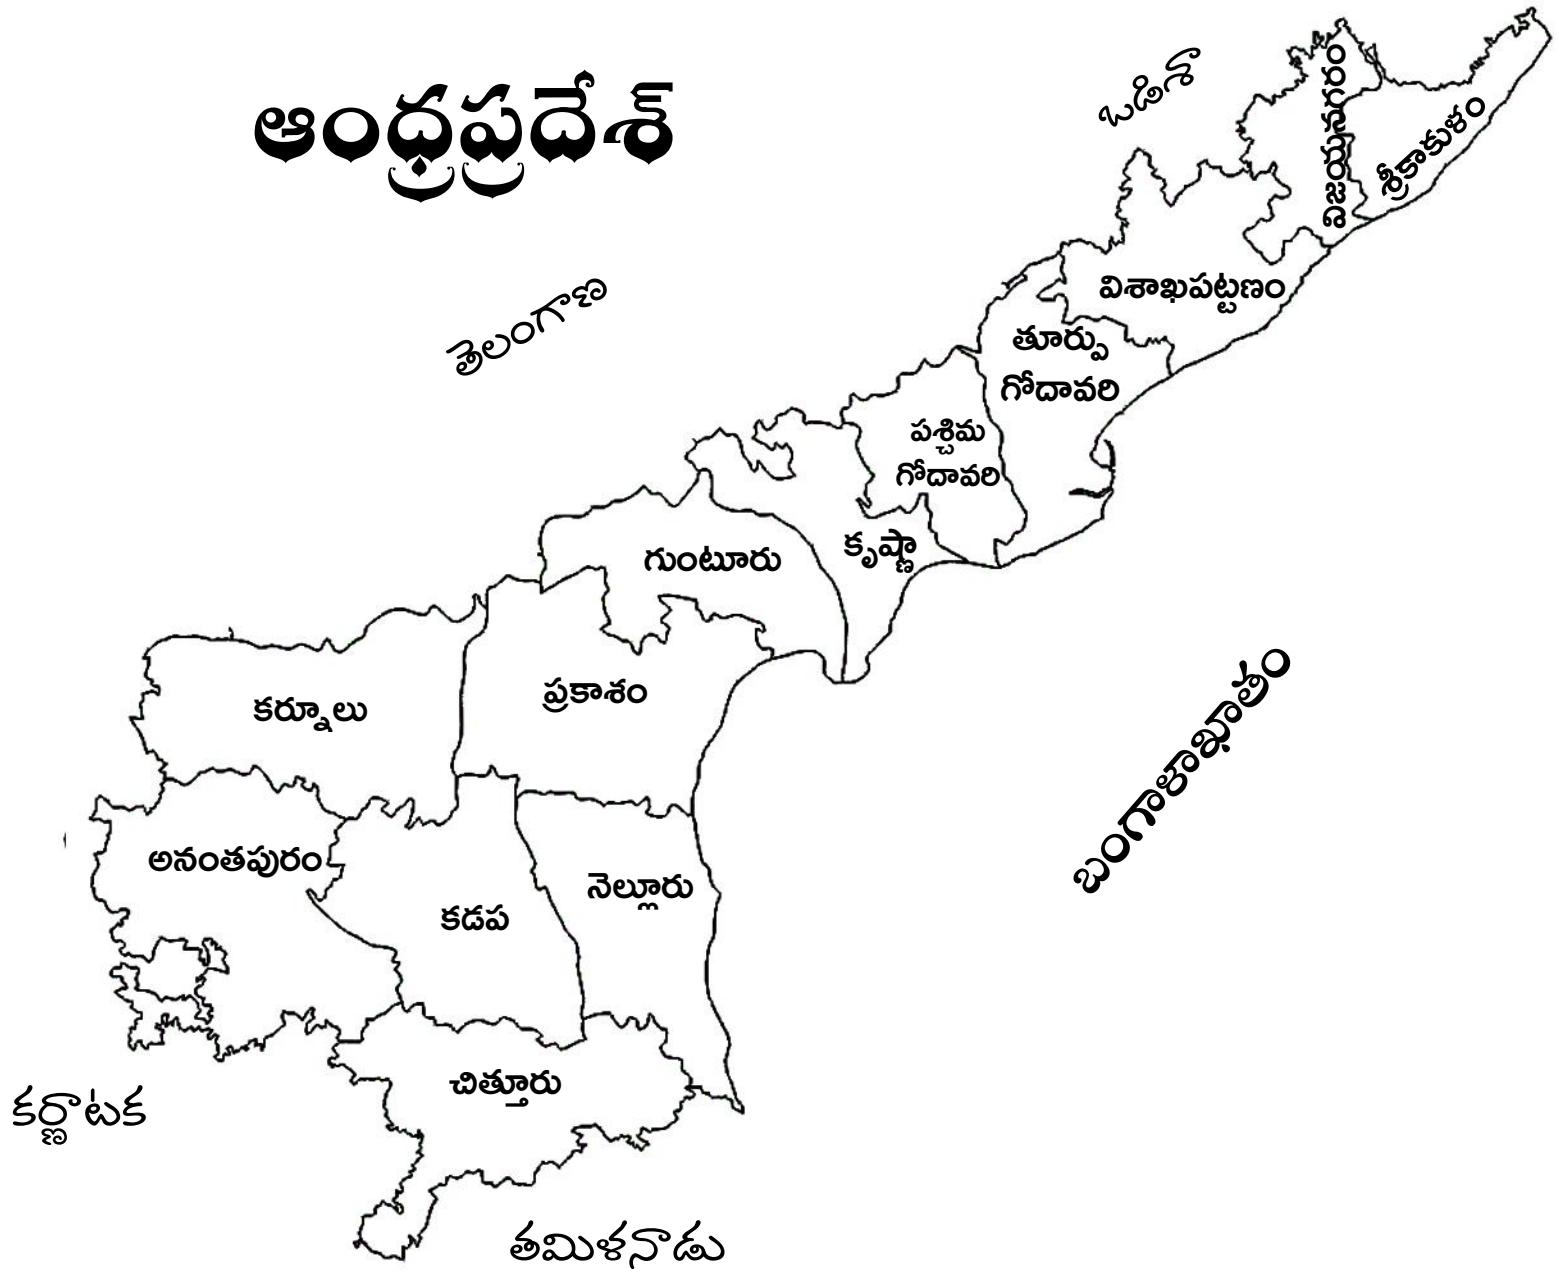 ఆంధ్రప్రదేశ్
ఒడిశా
విజయనగరం
శ్రీకాకుళం
తెలంగాణ
విశాఖపట్టణం
తూర్పు
గోదావరి
పశ్చిమ
గోదావరి
కృష్ణా
గుంటూరు
ప్రకాశం
కర్నూలు
బంగాళాఖాతం
అనంతపురం
నెల్లూరు
కడప
చిత్తూరు
కర్ణాటక
తమిళనాడు